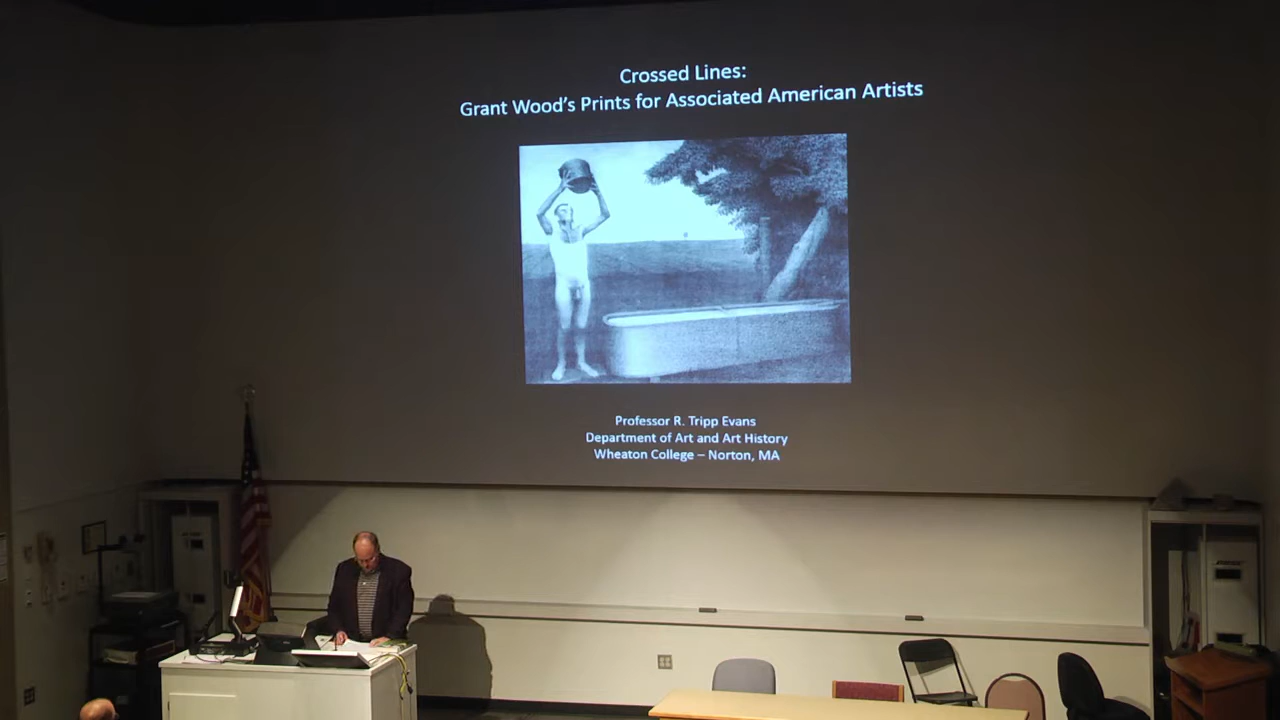 Crossed Lines:
Grant Wood's Prints for Associated American Artists
Professor R. Tripp Evans
Department of Art and Art History
Wheaton College – Norton, MA